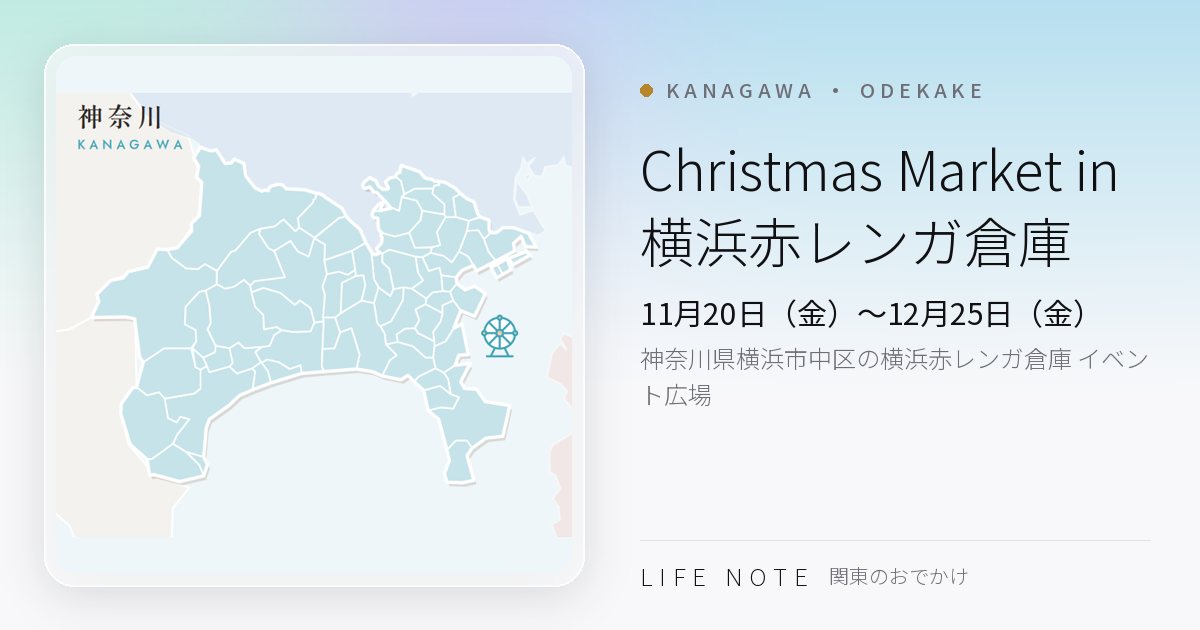 神奈川
KANAGAWA
KANAGAWA • ODEKAKE
Christmas Market in
横浜赤レンガ倉庫
11月20日（金）〜12月25日（金）
神奈川県横浜市中区の横浜赤レンガ倉庫 イベン
ト広場
LIFE NOTE 関東のおでかけ